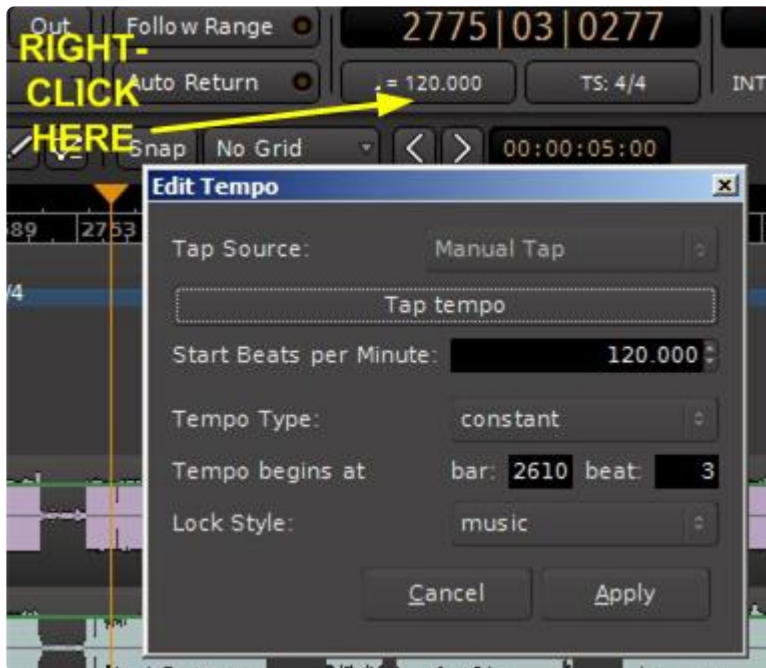 Out Follow Range 2775|03|0277
RIGHT-
CLICK
HERE
Auto Return = 120.000 TS: 4/4 INT
Snap No Grid < > 00:00:05:00
Edit Tempo
2763
Tap Source: Manual Tap
/4
Tap tempo
Start Beats per Minute: 120.000
Tempo Type: constant
Tempo begins at bar: 2610 beat: 3
Lock Style: music
Cancel Apply